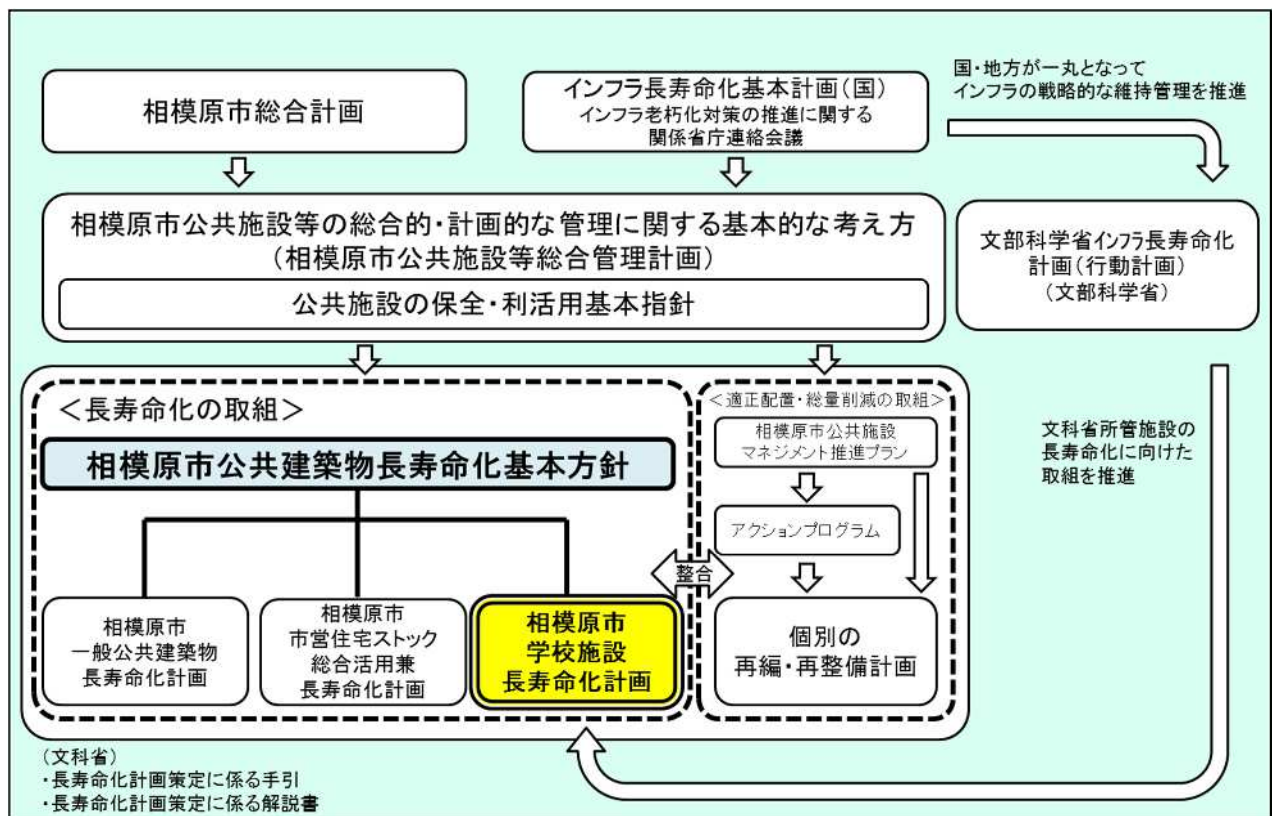 相模原市総合計画
インフラ長寿命化基本計画(国)
インフラ老朽化対策の推進に関する
関係省庁連絡会議
国・地方が一丸となって
インフラの戦略的な維持管理を推進
相模原市公共施設等の総合的・計画的な管理に関する基本的な考え方
(相模原市公共施設等総合管理計画)
公共施設の保全・利活用基本指針
文部科学省インフラ長寿命化
計画(行動計画)
(文部科学省)
<長寿命化の取組>
相模原市公共建築物長寿命化基本方針
相模原市
一般公共建築物
長寿命化計画
相模原市
市営住宅ストック
総合活用兼
長寿命化計画
相模原市
学校施設
長寿命化計画
整合
<適正配置・総量削減の取組>
相模原市公共施設
マネジメント推進プラン
アクションプログラム
個別の
再編・再整備計画
文科省所管施設の
長寿命化に向けた
取組を推進
(文科省)
・長寿命化計画策定に係る手引
・長寿命化計画策定に係る解説書